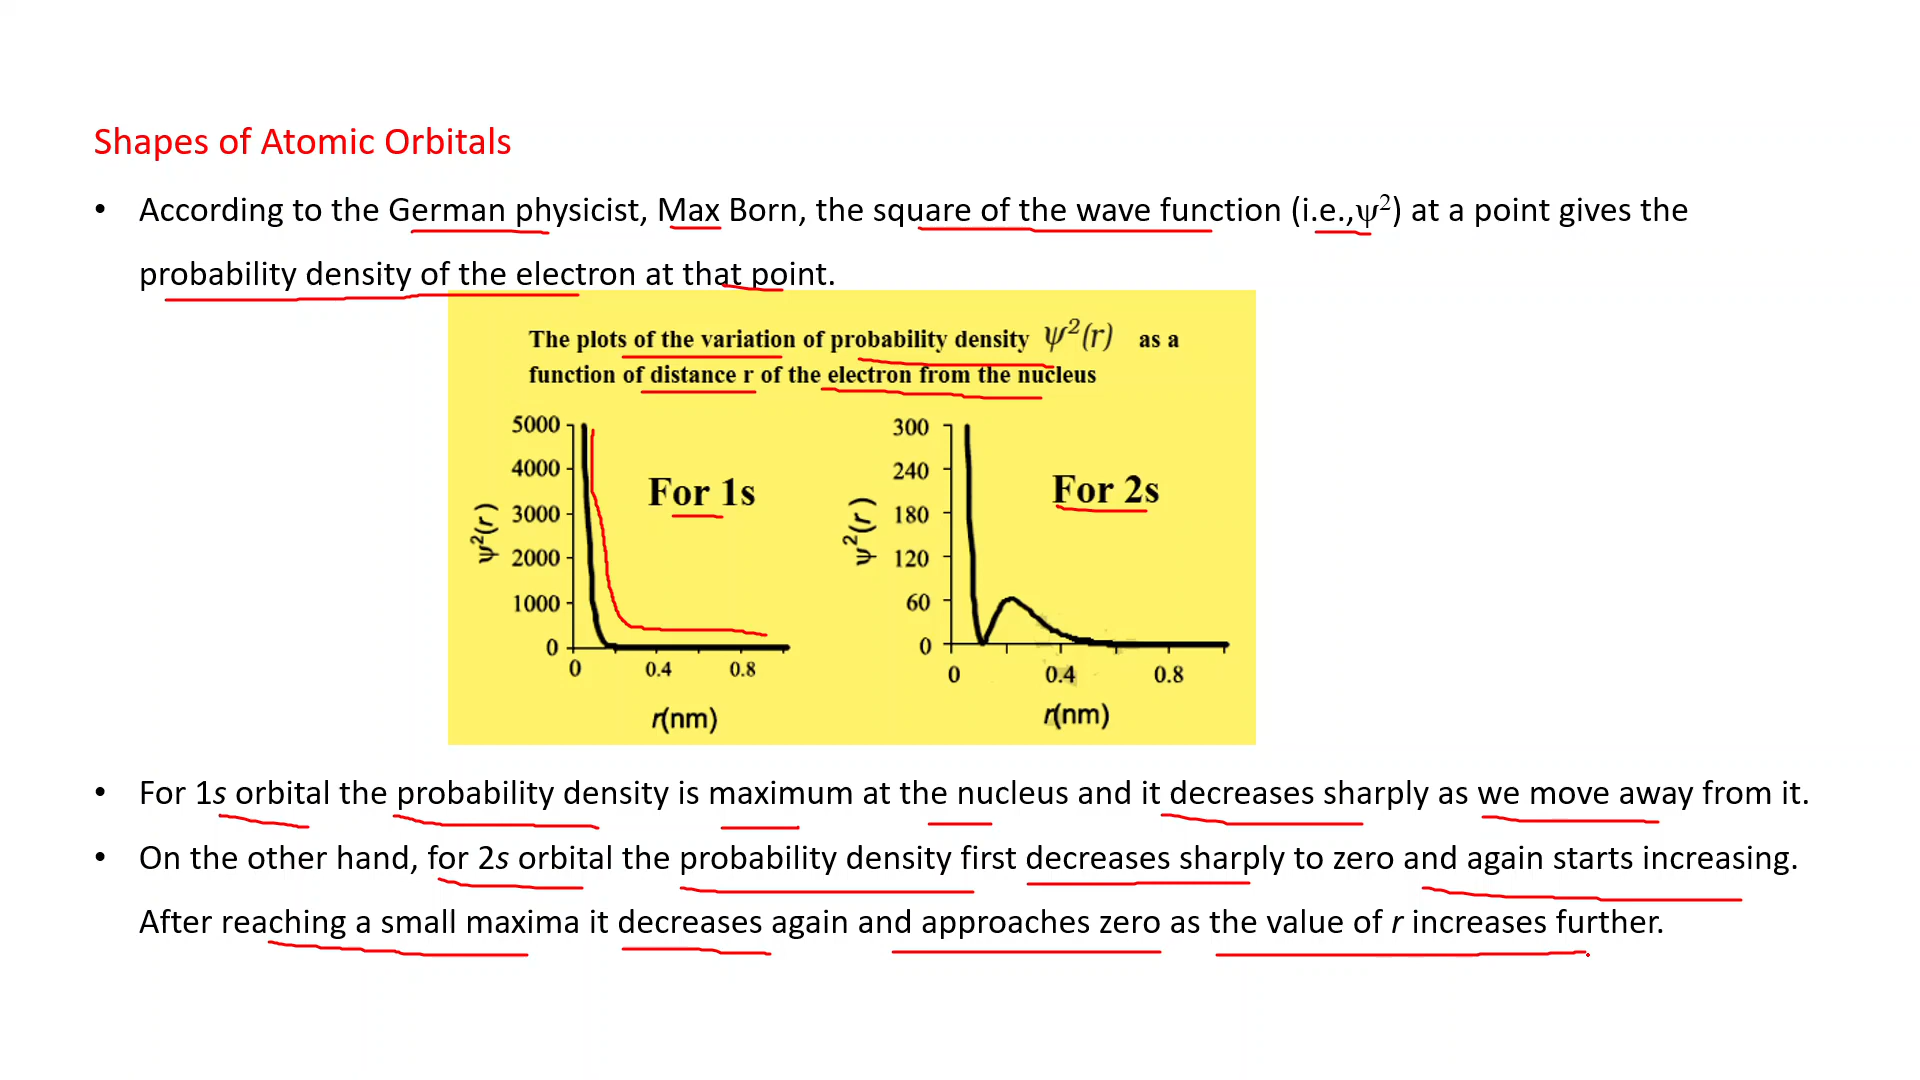 Shapes of Atomic Orbitals
• According to the German physicist, Max Born, the square of the wave function (i.e.,ψ²) at a point gives the
probability density of the electron at that point.
The plots of the variation of probability density ψ²(r) as a
function of distance r of the electron from the nucleus
5000
4000
3000
2000
1000
0
ψ²(r)
For 1s
0 0.4 0.8
r(nm)
300
240
180
120
60
0
ψ²(r)
For 2s
0 0.4 0.8
r(nm)
• For 1s orbital the probability density is maximum at the nucleus and it decreases sharply as we move away from it.
• On the other hand, for 2s orbital the probability density first decreases sharply to zero and again starts increasing.
After reaching a small maxima it decreases again and approaches zero as the value of r increases further.